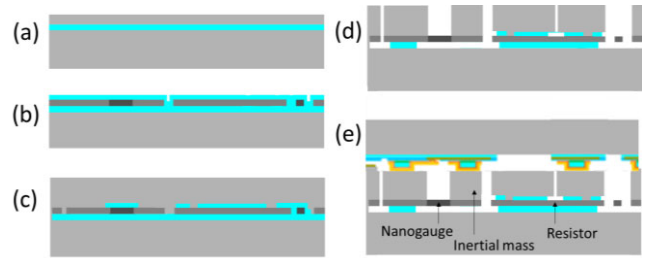 (a)
(b)
(c)
(d)
(e)
Nanogauge
Inertial mass
Resistor